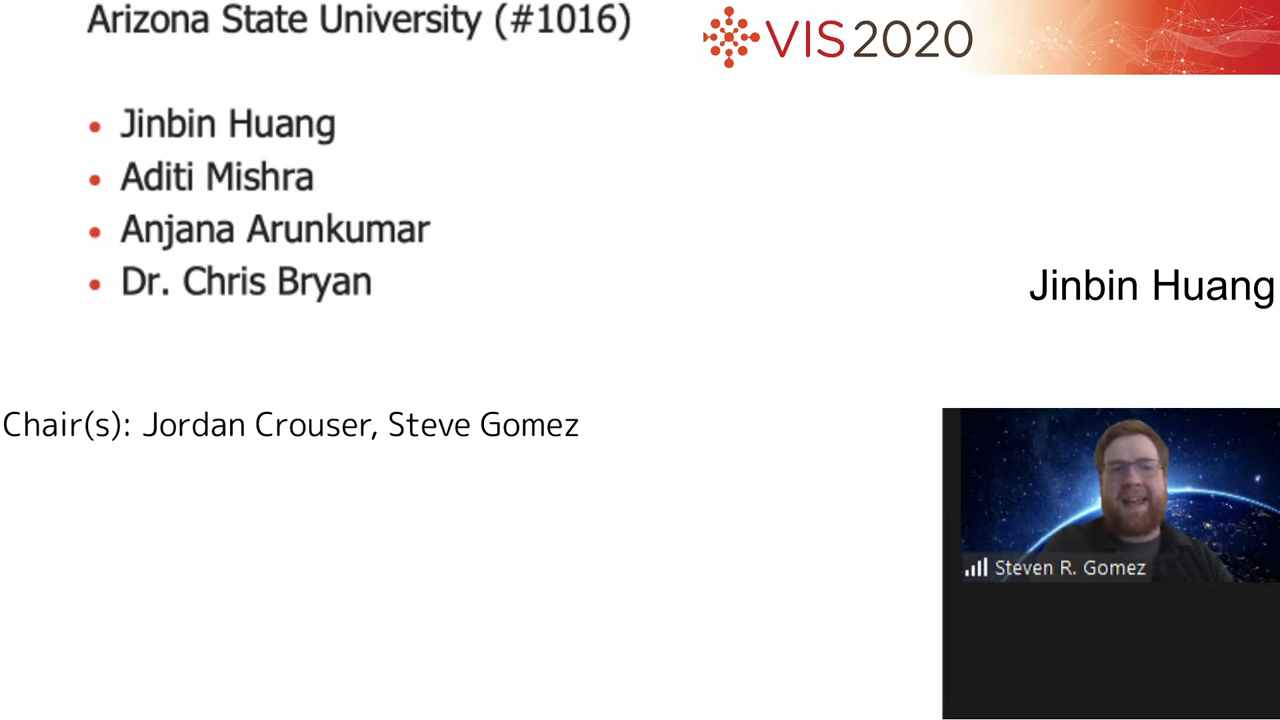 Arizona State University (#1016)
VIS2020
• Jinbin Huang
• Aditi Mishra
• Anjana Arunkumar
• Dr. Chris Bryan
Jinbin Huang
Chair(s): Jordan Crouser, Steve Gomez
Steven R. Gomez